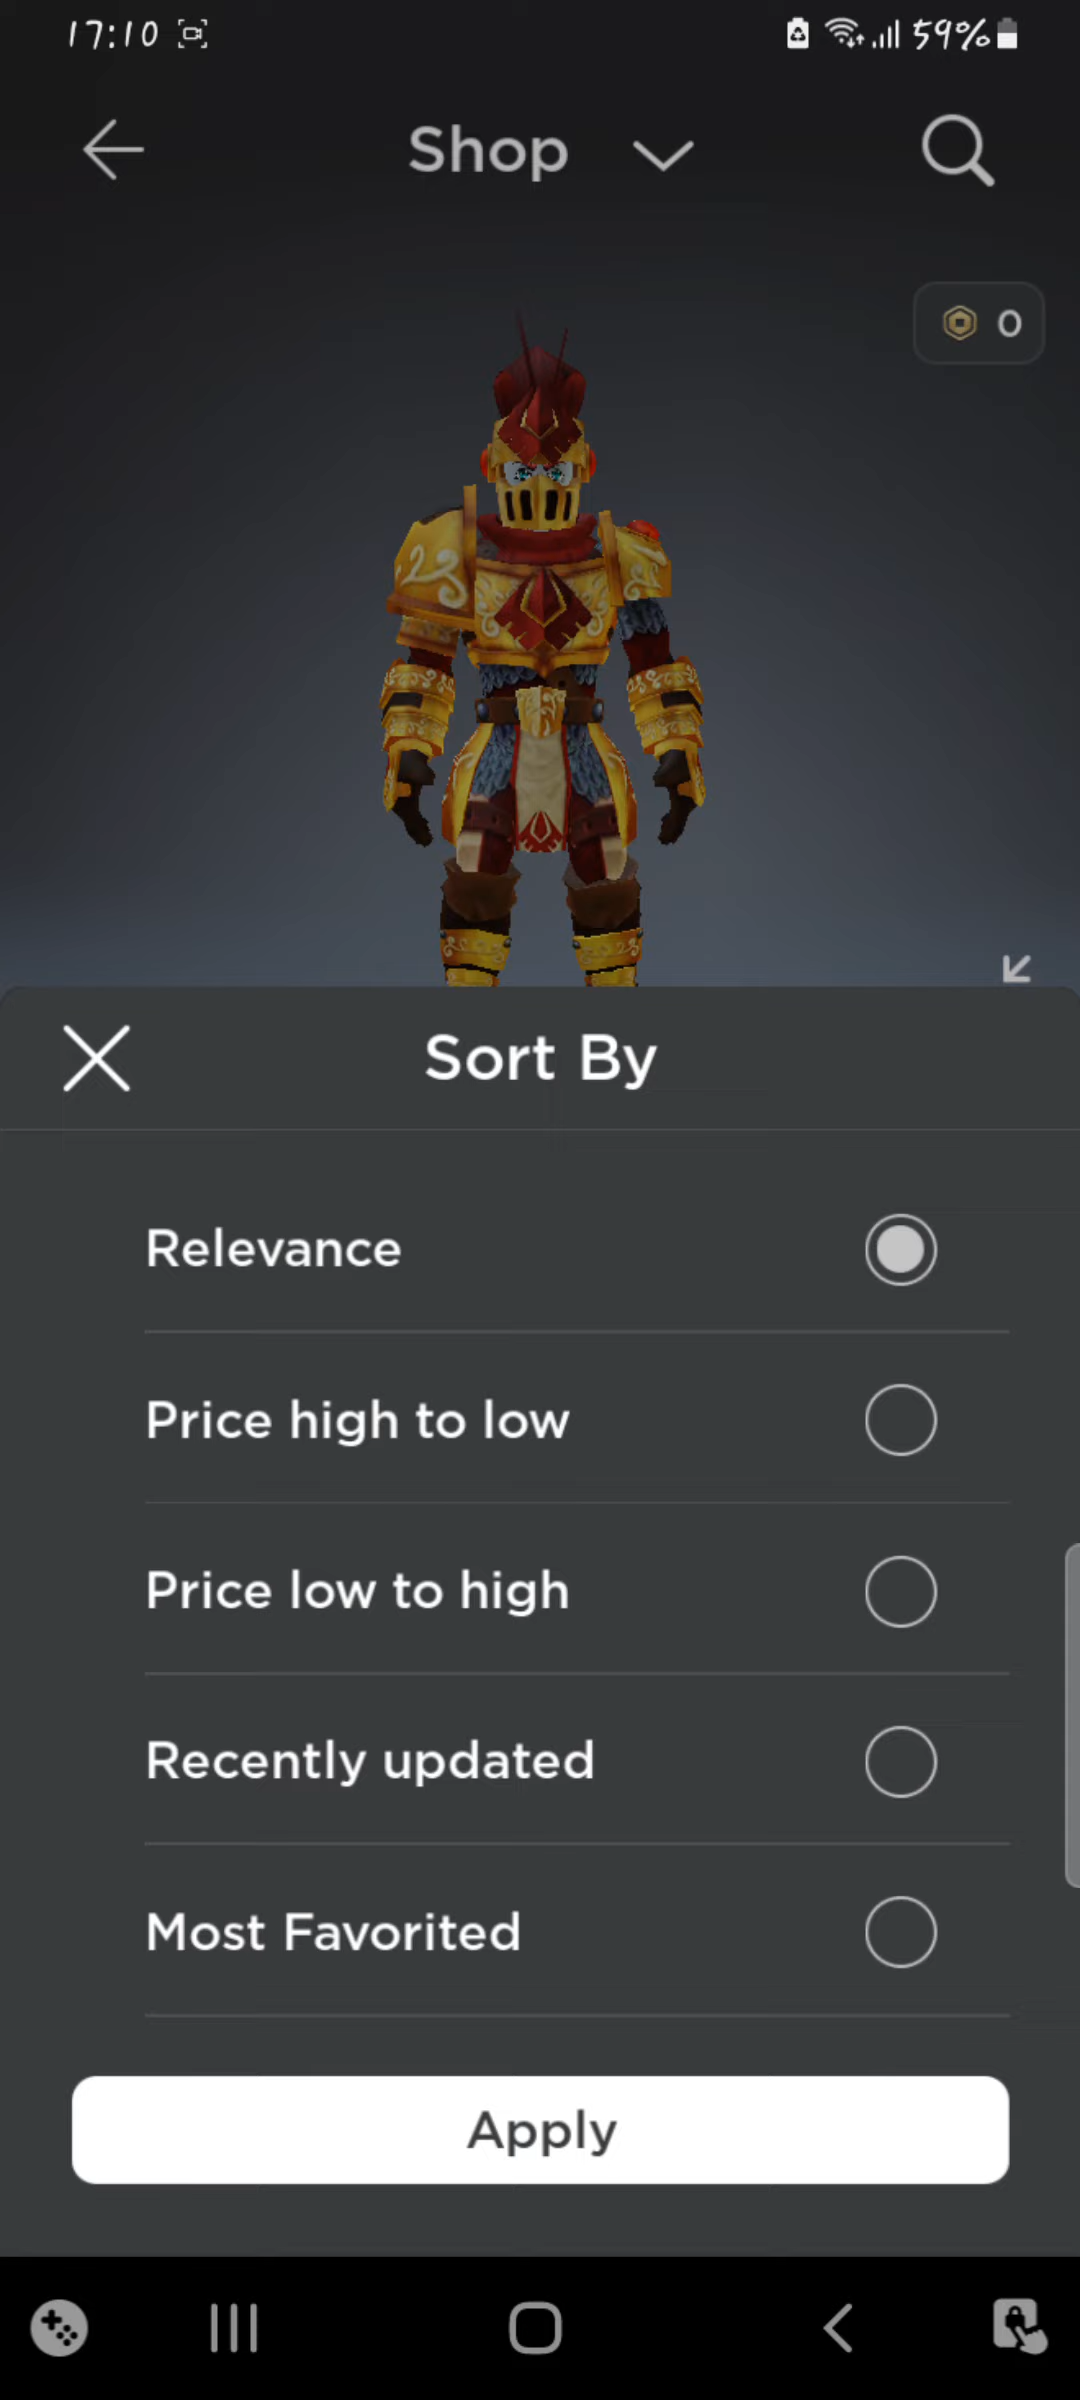 17:10 59%
Shop
0
Sort By
Relevance
Price high to low
Price low to high
Recently updated
Most Favorited
Apply